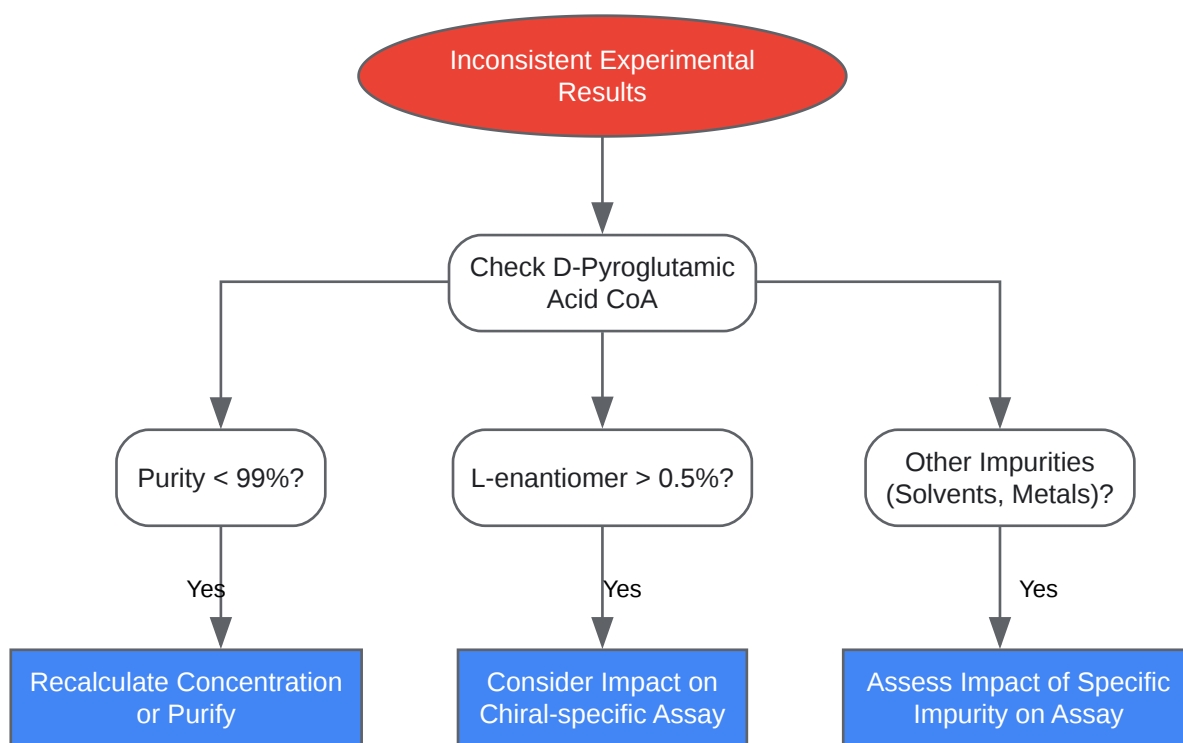 Inconsistent Experimental
Results
Check D-Pyroglutamic
Acid CoA
Purity < 99%?
L-enantiomer > 0.5%?
Other Impurities
(Solvents, Metals)?
Yes
Yes
Yes
Recalculate Concentration
or Purify
Consider Impact on
Chiral-specific Assay
Assess Impact of Specific
Impurity on Assay